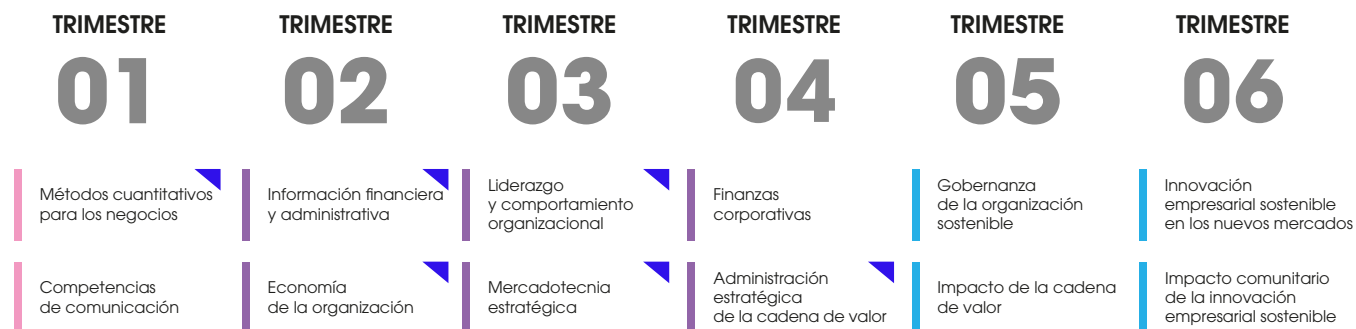 TRIMESTRE
01
Métodos cuantitativos
para los negocios
Competencias
de comunicación
TRIMESTRE
02
Información financiera
y administrativa
Economía
de la organización
TRIMESTRE
03
Liderazgo
y comportamiento
organizacional
Mercadotecnia
estratégica
TRIMESTRE
04
Finanzas
corporativas
Administración
estratégica
de la cadena de valor
TRIMESTRE
05
Gobernanza
de la organización
sostenible
Impacto de la cadena
de valor
TRIMESTRE
06
Innovación
empresarial sostenible
en los nuevos mercados
Impacto comunitario
de la innovación
empresarial sostenible